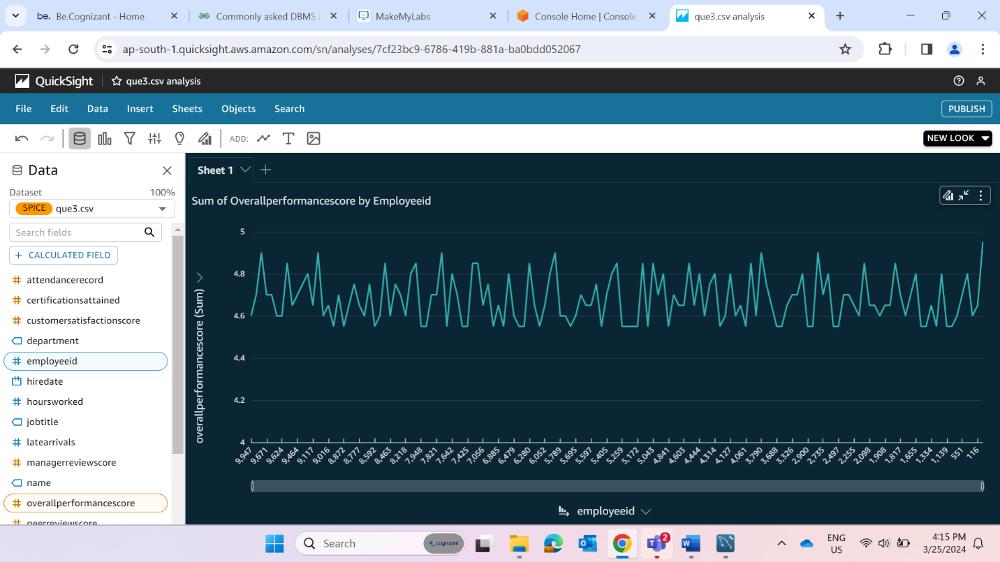 be. Be.Cognizant - Home
Commonly asked DBMS i
MakeMyLabs
Console Home | Console
que3.csv analysis
ap-south-1.quicksight.aws.amazon.com/sn/analyses/7cf23bc9-6786-419b-881a-ba0bdd052067
QuickSight
que3.csv analysis
File Edit Data Insert Sheets Objects Search
PUBLISH
ADD:
NEW LOOK
Data
Dataset 100%
SPICE que3.csv
Search fields
CALCULATED FIELD
attendancerecord
certificationsattained
customersatisfactionscore
department
employeeid
hiredate
hoursworked
jobtitle
latearrivals
managerreviewscore
name
overallperformancescore
peerreviewscore
Sheet 1
Sum of Overallperformancescore by Employeeid
overallperformancescore (Sum)
5
4.8
4.6
4.4
4.2
4
9,947 9,671 9,624 9,464 9,117 9,016 8,872 8,777 8,592 8,463 8,218 7,948 7,821 7,642 7,425 7,056 6,885 6,479 6,280 6,052 5,789 5,695 5,597 5,405 5,259 5,172 5,043 4,841 4,603 4,444 4,314 4,127 4,061 3,790 3,688 3,326 2,900 2,735 2,497 2,255 2,098 1,908 1,817 1,655 1,334 1,139 551 116
employeeid
Search
cognizant
2
ENG
US
4:15 PM
3/25/2024